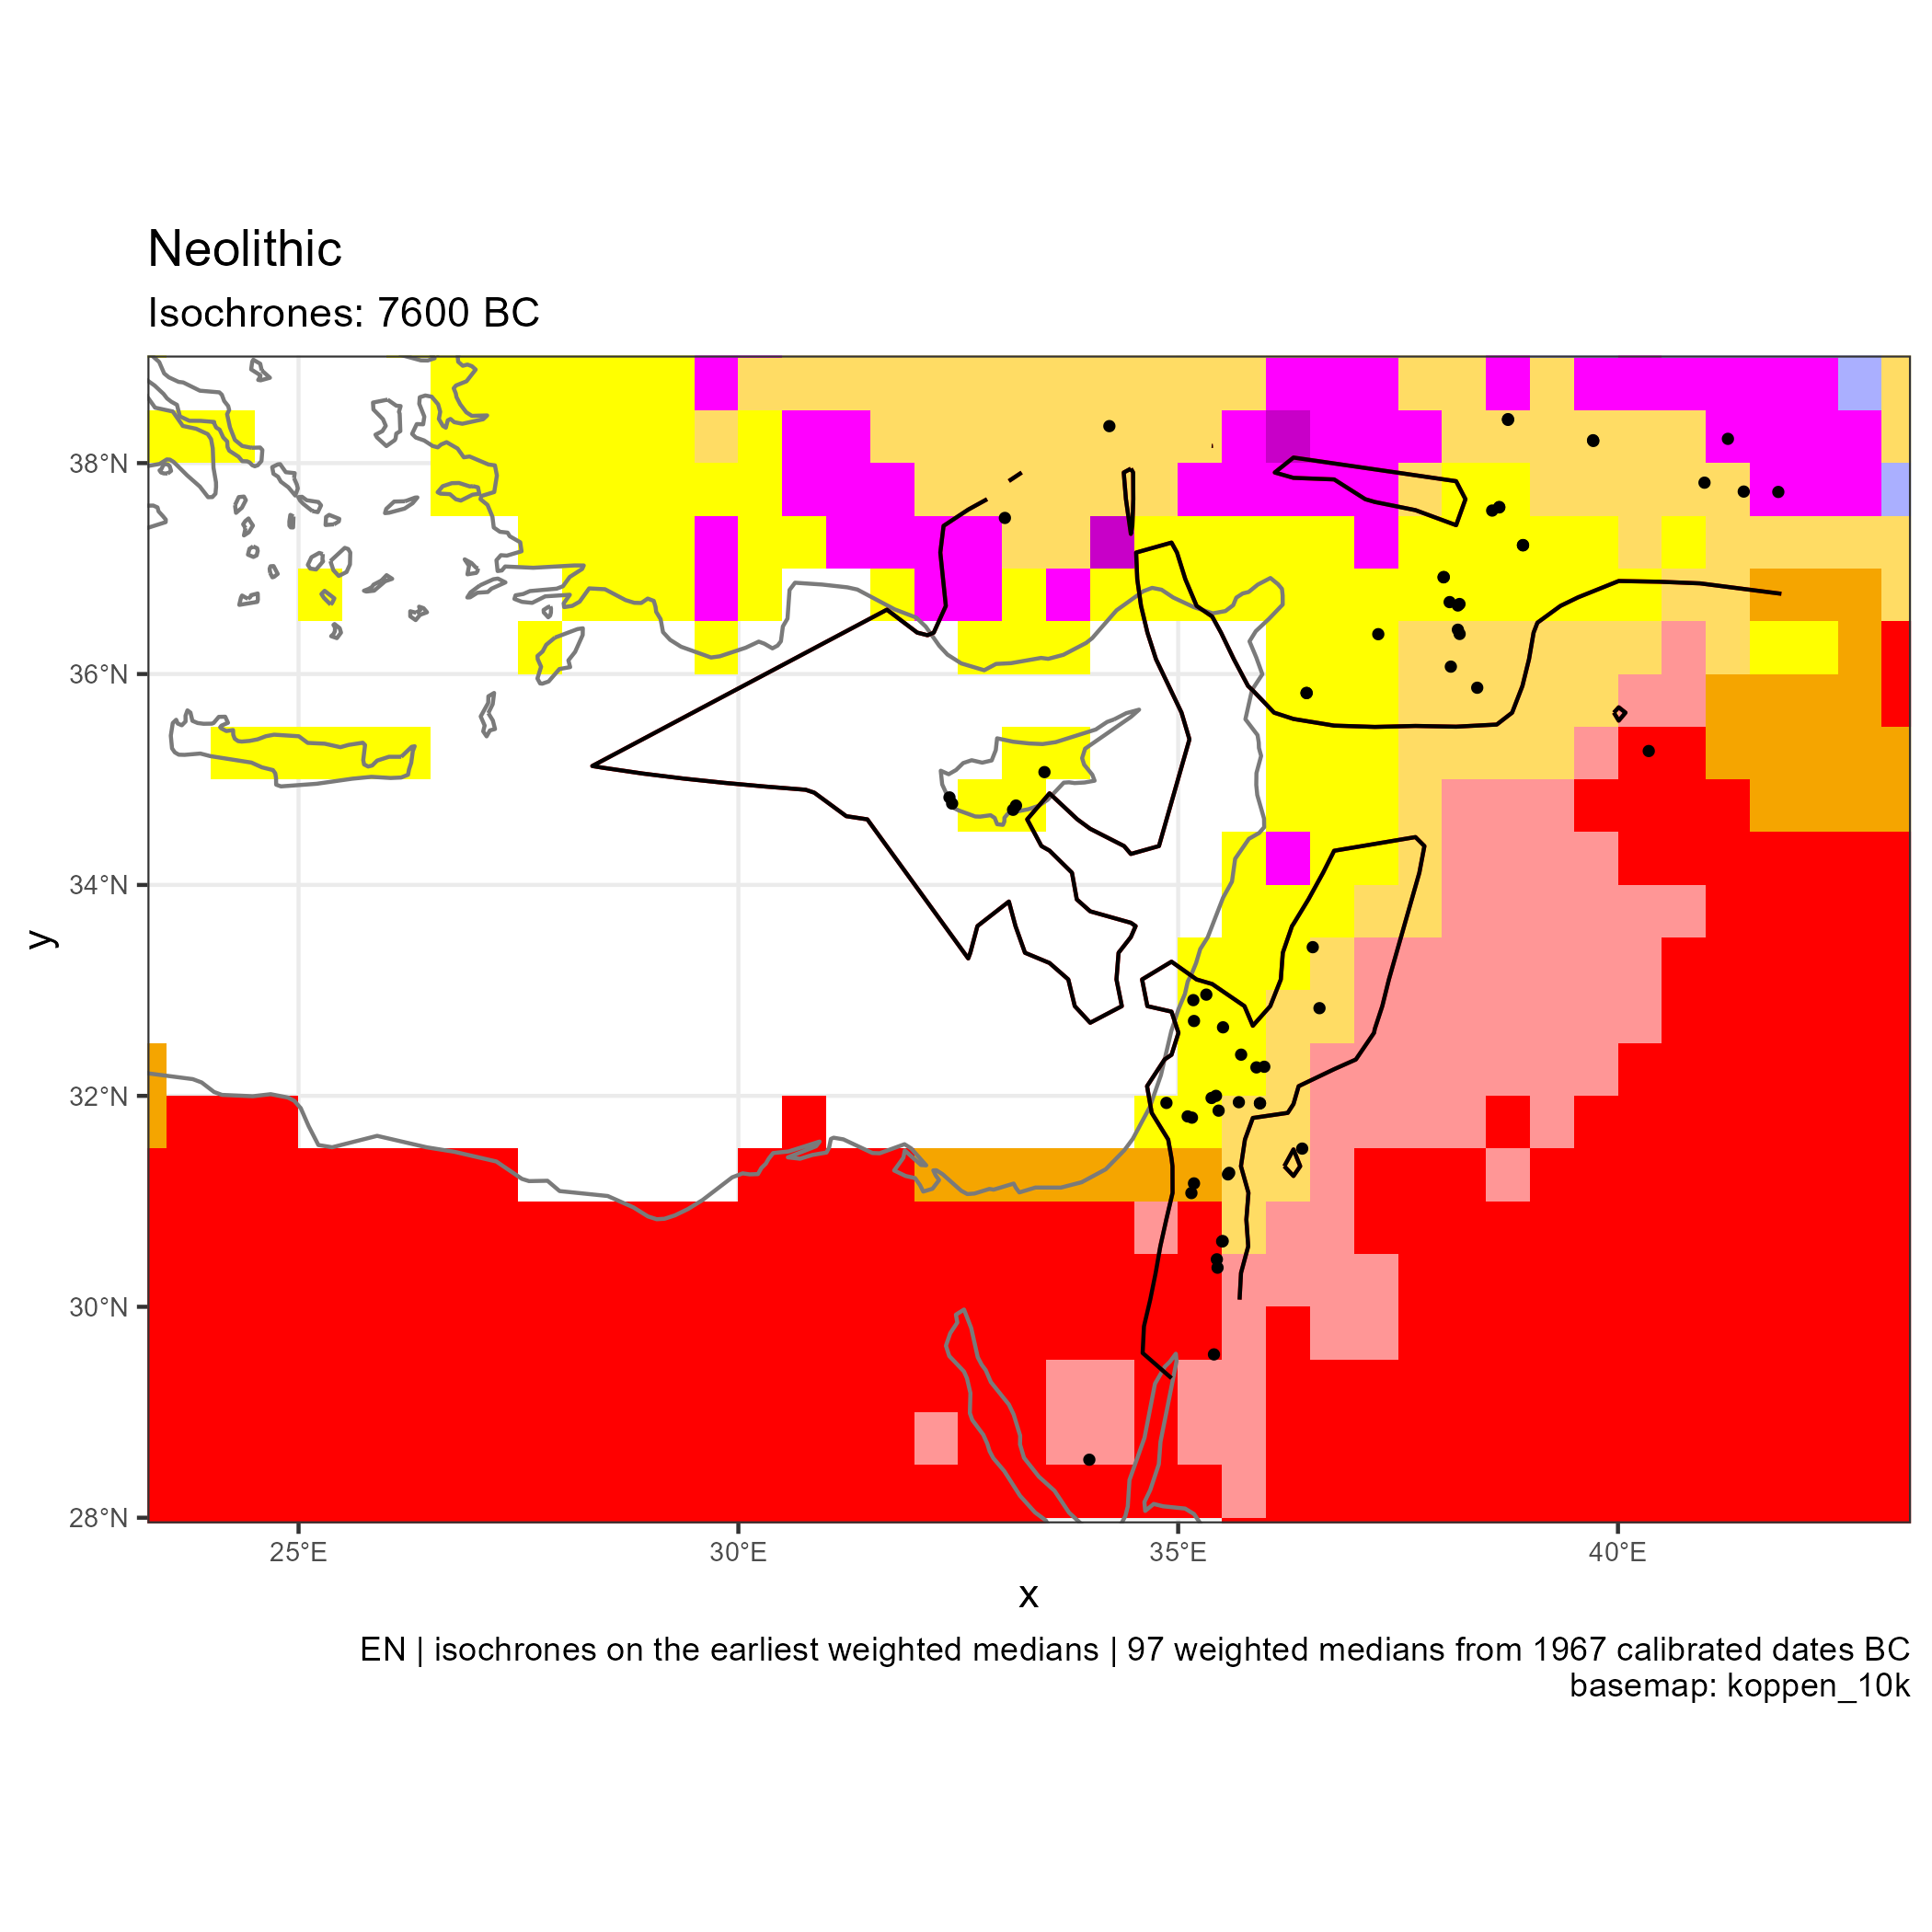 Neolithic
Isochrones: 7600 BC
38°N
36°N
34°N
32°N
30°N
28°N
y
25°E
30°E
35°E
40°E
x
EN | isochrones on the earliest weighted medians | 97 weighted medians from 1967 calibrated dates BC
basemap: koppen_10k